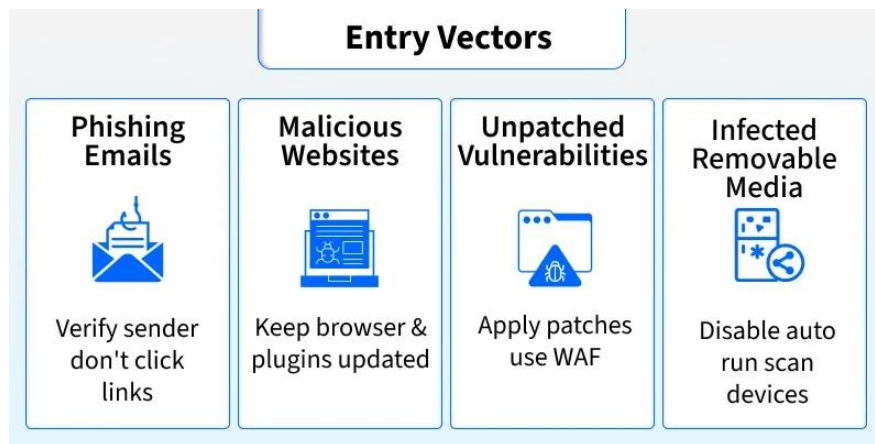 Entry Vectors
Phishing
Emails
Verify sender
don't click
links
Malicious
Websites
Keep browser &
plugins updated
Unpatched
Vulnerabilities
Apply patches
use WAF
Infected
Removable
Media
Disable auto
run scan
devices